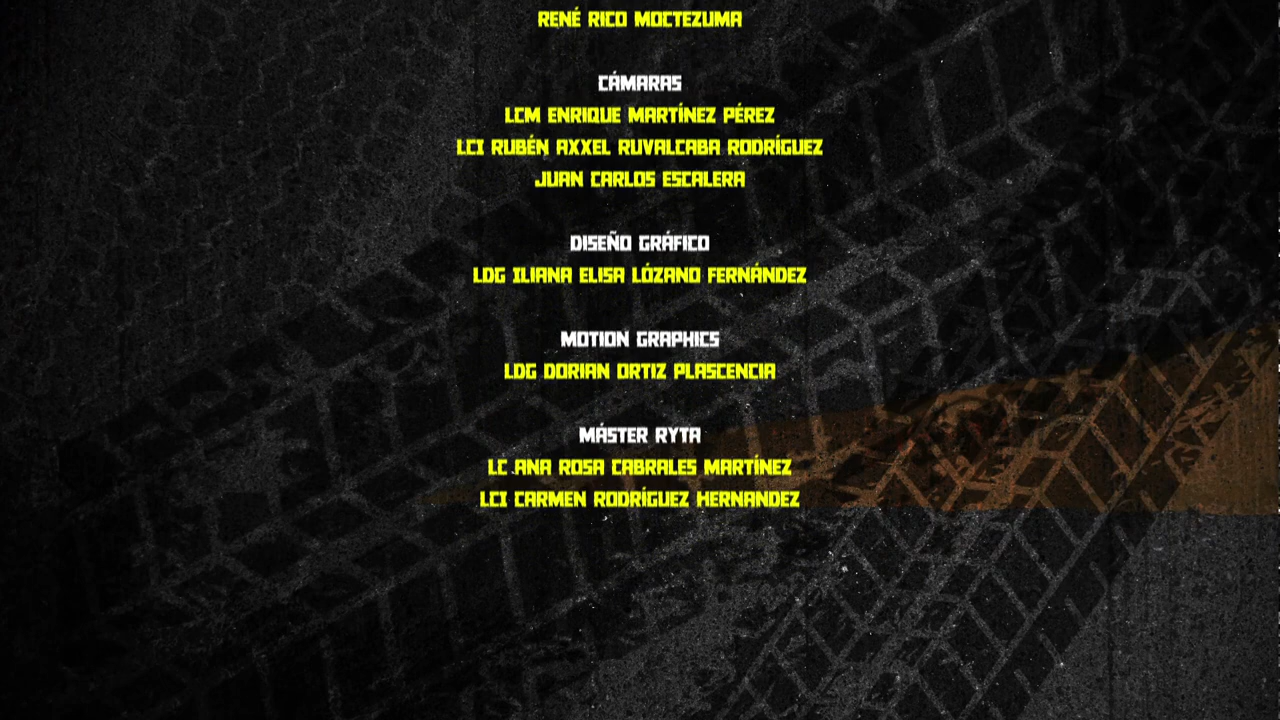 RENÉ RICO MOCTEZUMA
CÁMARAS
LCM ENRIQUE MARTÍNEZ PÉREZ
LCI RUBÉN AXXEL RUVALCABA RODRÍGUEZ
JUAN CARLOS ESCALERA
DISEÑO GRÁFICO
LDG ILIANA ELISA LÓZANO FERNÁNDEZ
MOTION GRAPHICS
LDG DORIAN ORTIZ PLASCENCIA
MÁSTER RYTA
LC ANA ROSA CABRALES MARTÍNEZ
LCI CARMEN RODRÍGUEZ HERNANDEZ